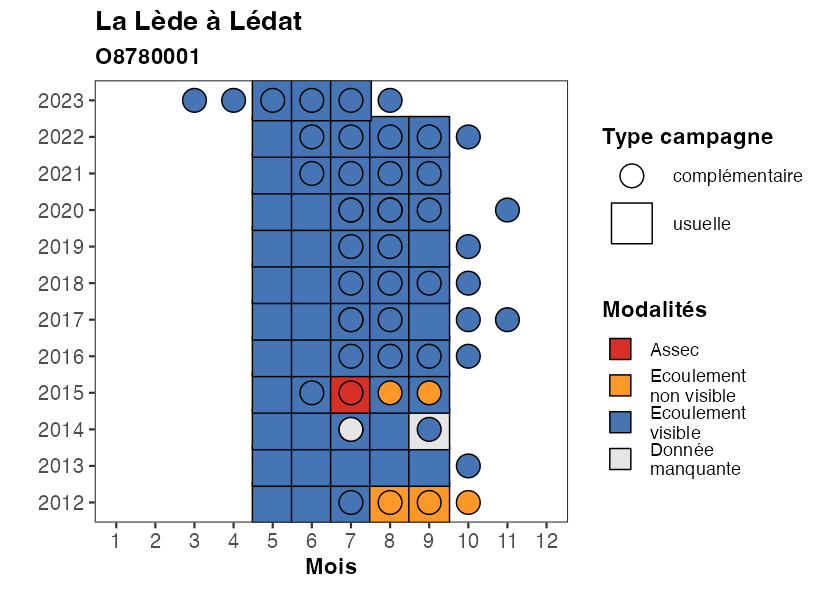 La Lède à Lédat
O8780001
2023
2022
2021
2020
2019
2018
2017
2016
2015
2014
2013
2012
1 2 3 4 5 6 7 8 9 10 11 12
Mois
Type campagne
complémentaire
usuelle
Modalités
Assec
Ecoulement
non visible
Ecoulement
visible
Donnée
manquante